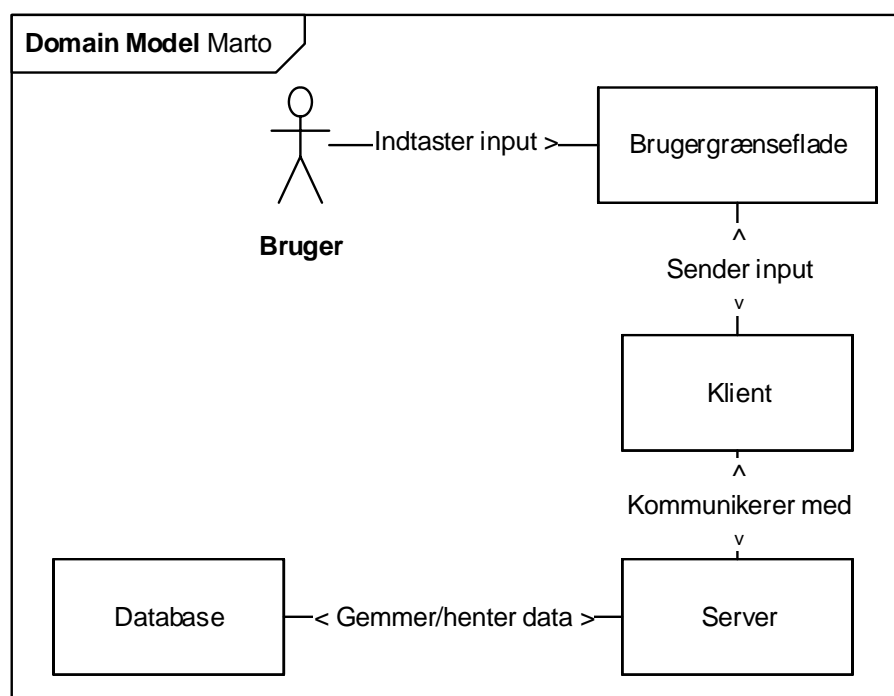 Domain Model Marto
Indtaster input >
Brugergrænseflade
Bruger
^
Sender input
v
Klient
^
Kommunikerer med
v
Database
< Gemmer/henter data >
Server